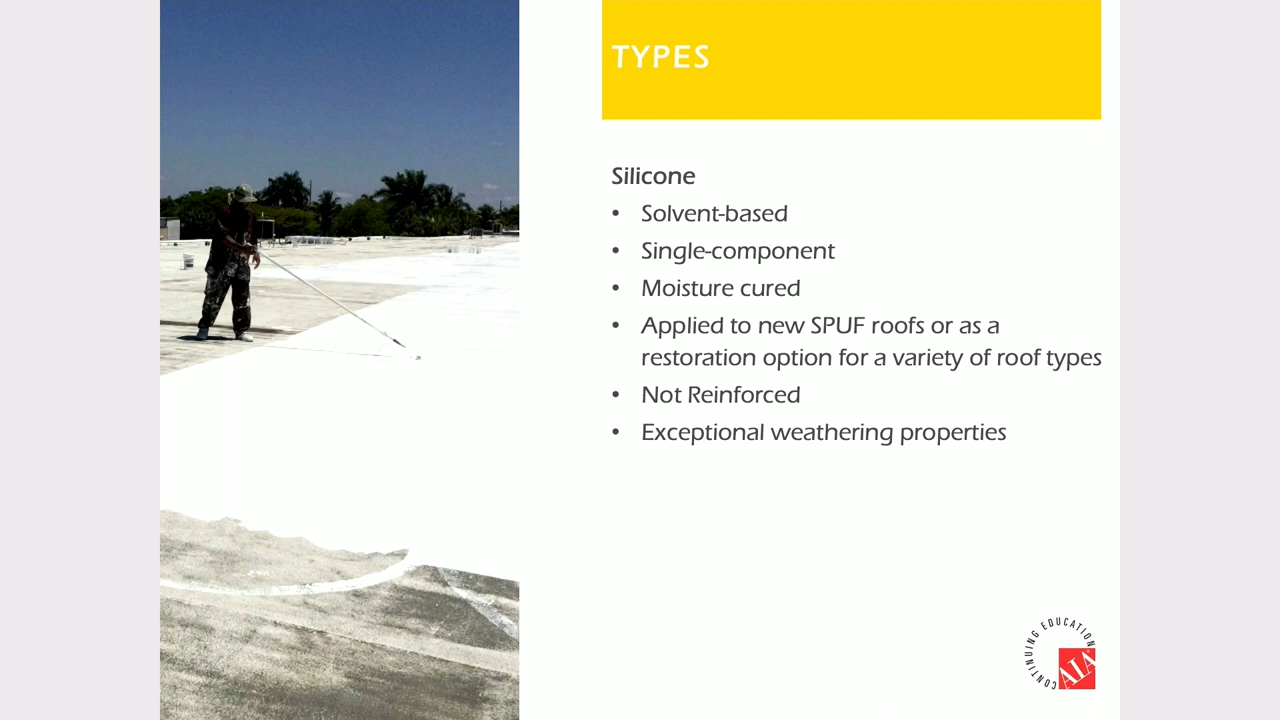 TYPES
Silicone
• Solvent-based
• Single-component
• Moisture cured
• Applied to new SPUF roofs or as a
restoration option for a variety of roof types
• Not Reinforced
• Exceptional weathering properties
CONTINUING EDUCATION
AIA